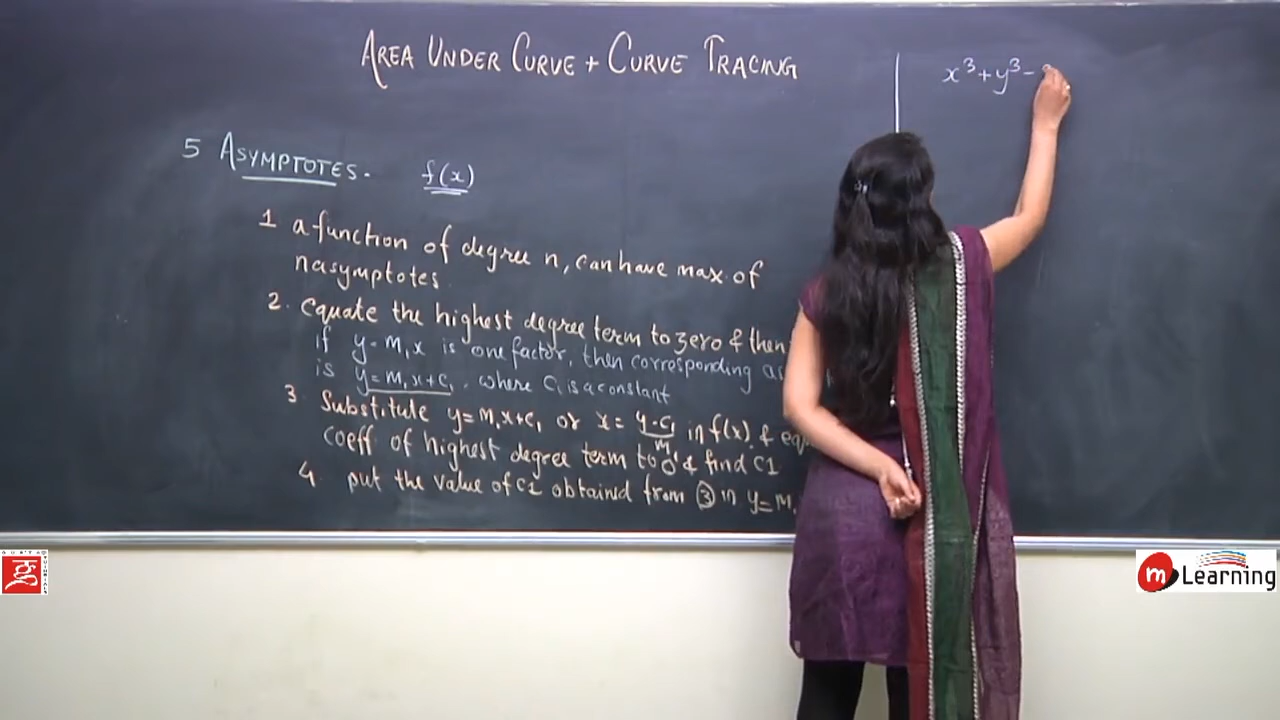 AREA UNDER CURVE + CURVE TRACING
x³+y³-
5 ASYMPTOTES. f(x)
1 a function of degree n, can have max of
n asymptotes.
2. equate the highest degree term to zero & then
if y-M₁x is one factor, then corresponding
is y=M₁x+C₁, where C₁ is a constant
3 Substitute y=M₁x+C₁ or x= y-C₁/M₁ in f(x). &
coeff of highest degree term to '0' & find C1
4 put the value of C1 obtained from ③ in y=M₁
m Learning